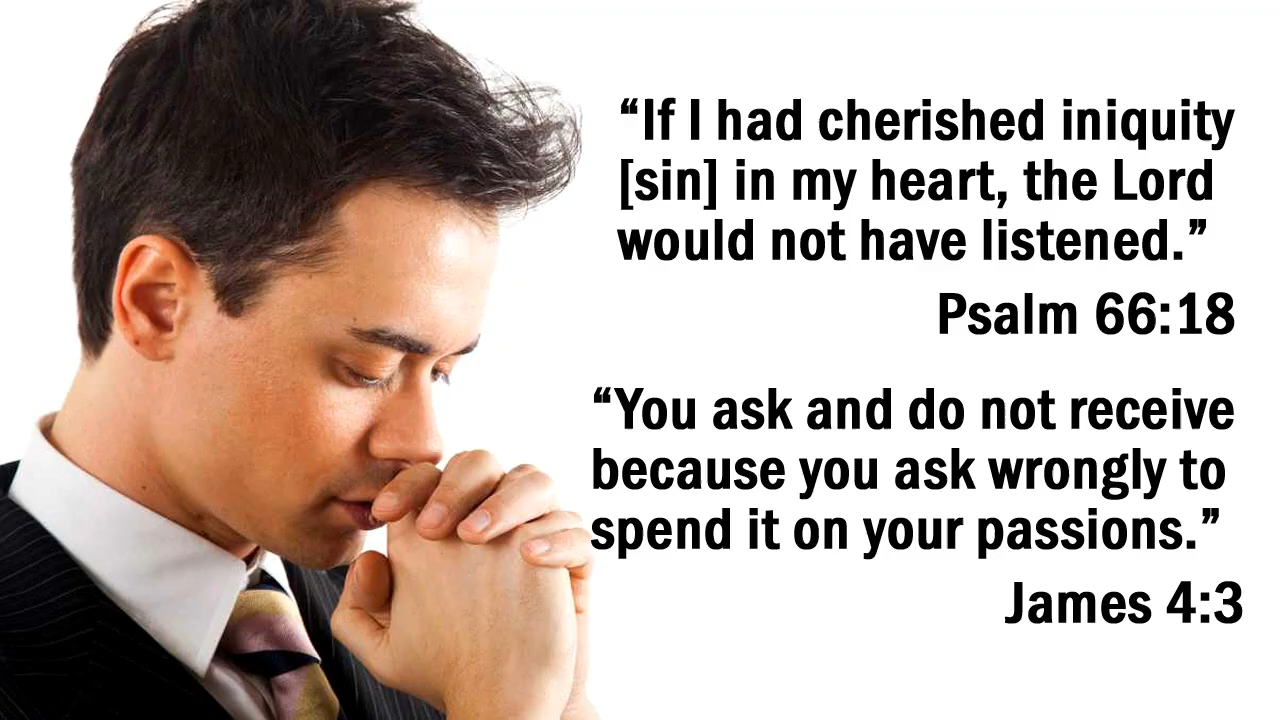 “If I had cherished iniquity
[sin] in my heart, the Lord
would not have listened.”
Psalm 66:18
“You ask and do not receive
because you ask wrongly to
spend it on your passions.”
James 4:3